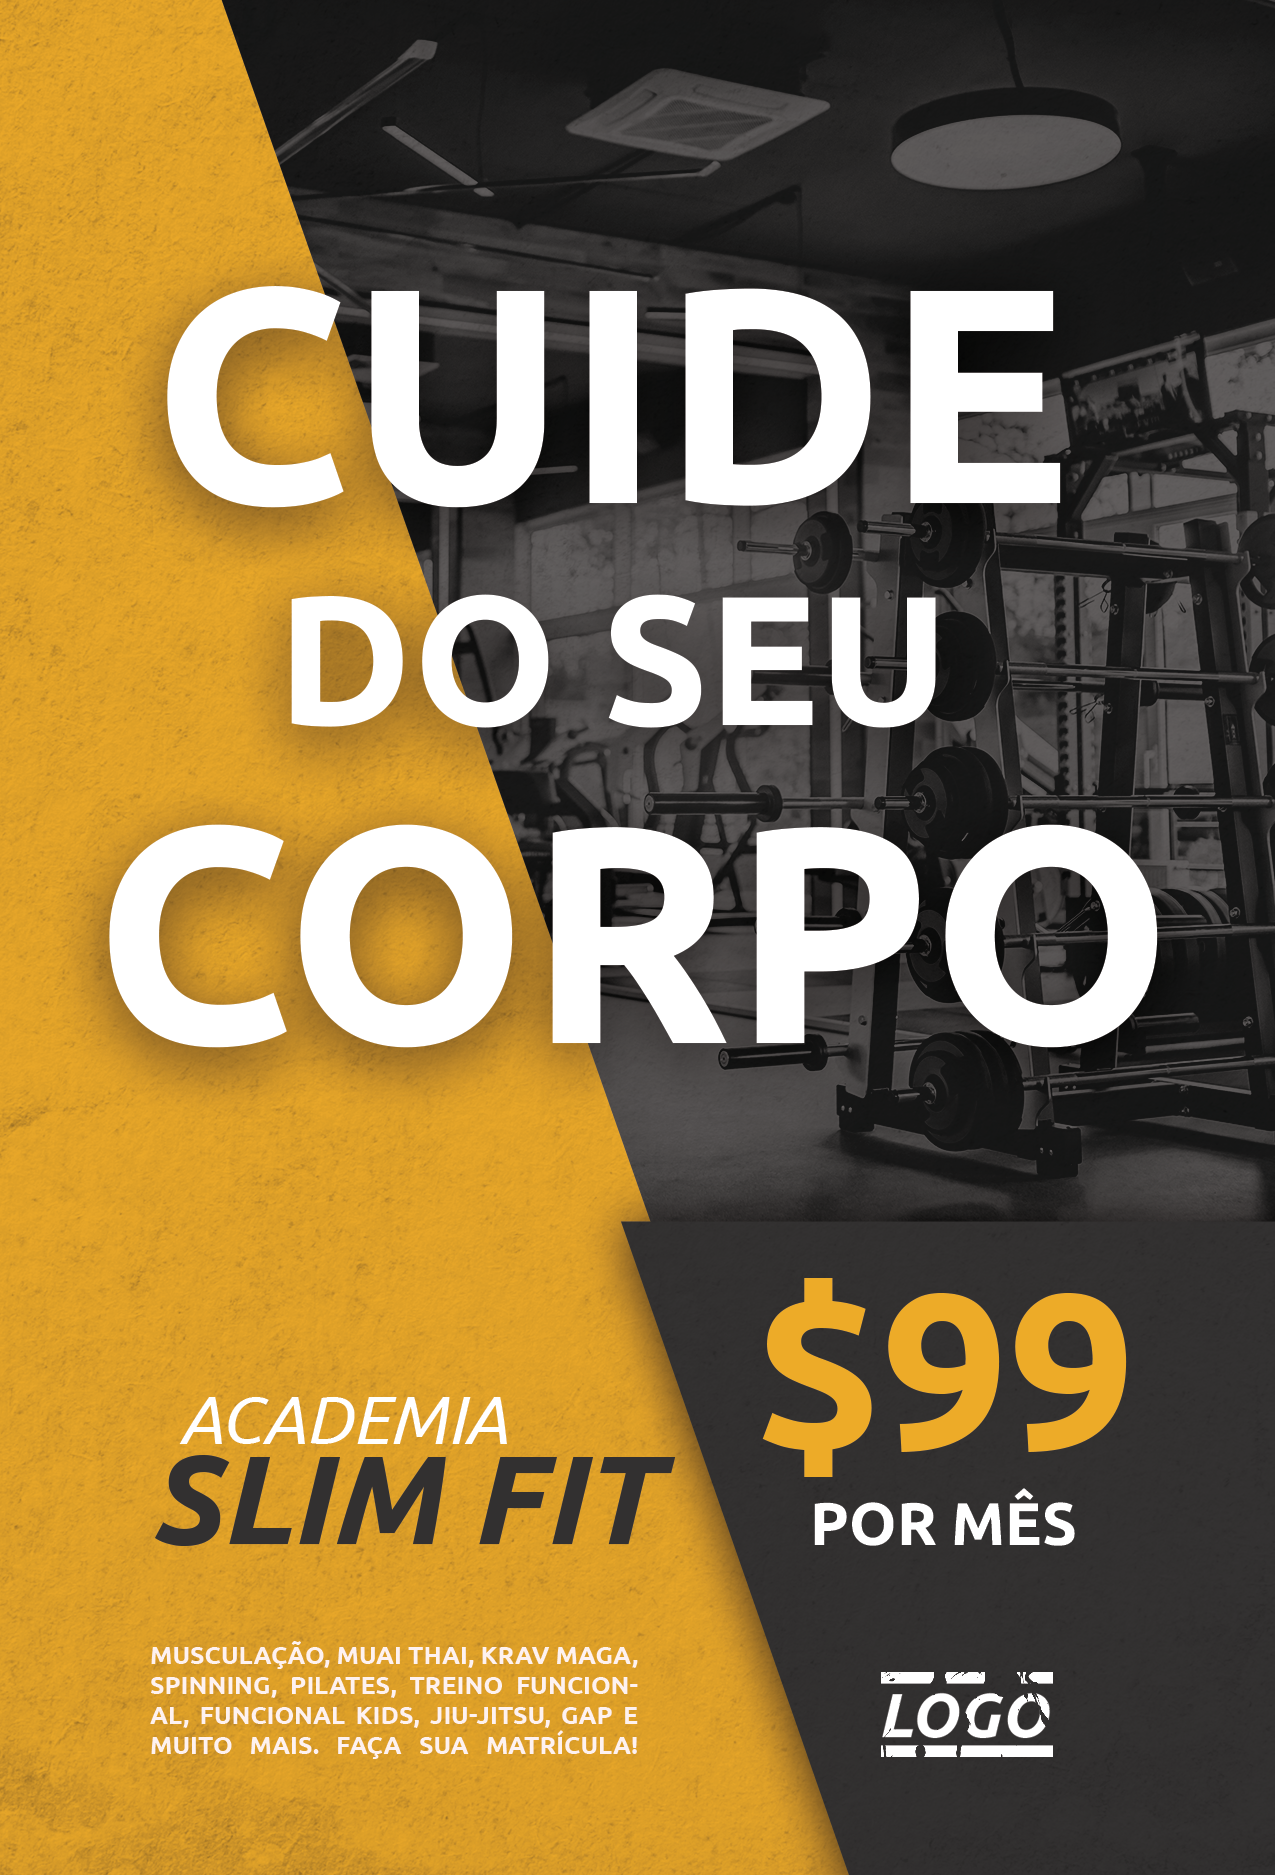 CUIDE
DO SEU
CORPO
$99
POR MÊS
ACADEMIA
SLIM FIT
MUSCULAÇÃO, MUAI THAI, KRAV MAGA,
SPINNING, PILATES, TREINO FUNCION-
AL, FUNCIONAL KIDS, JIU-JITSU, GAP E
MUITO MAIS. FAÇA SUA MATRÍCULA!
LOGO